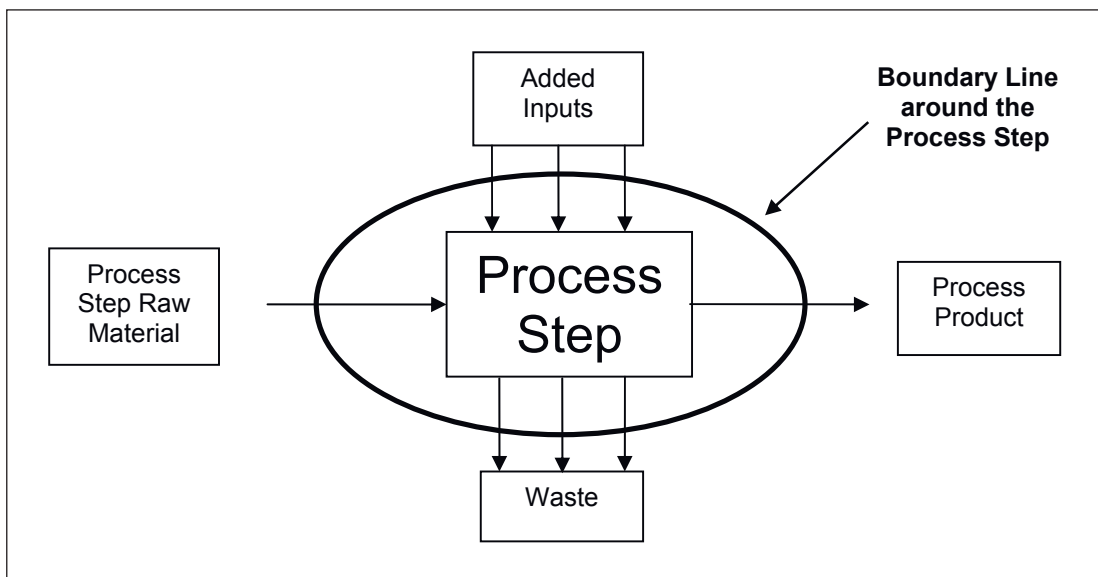 Added
Inputs
Boundary Line
around the
Process Step
Process
Step Raw
Material
Process
Step
Process
Product
Waste